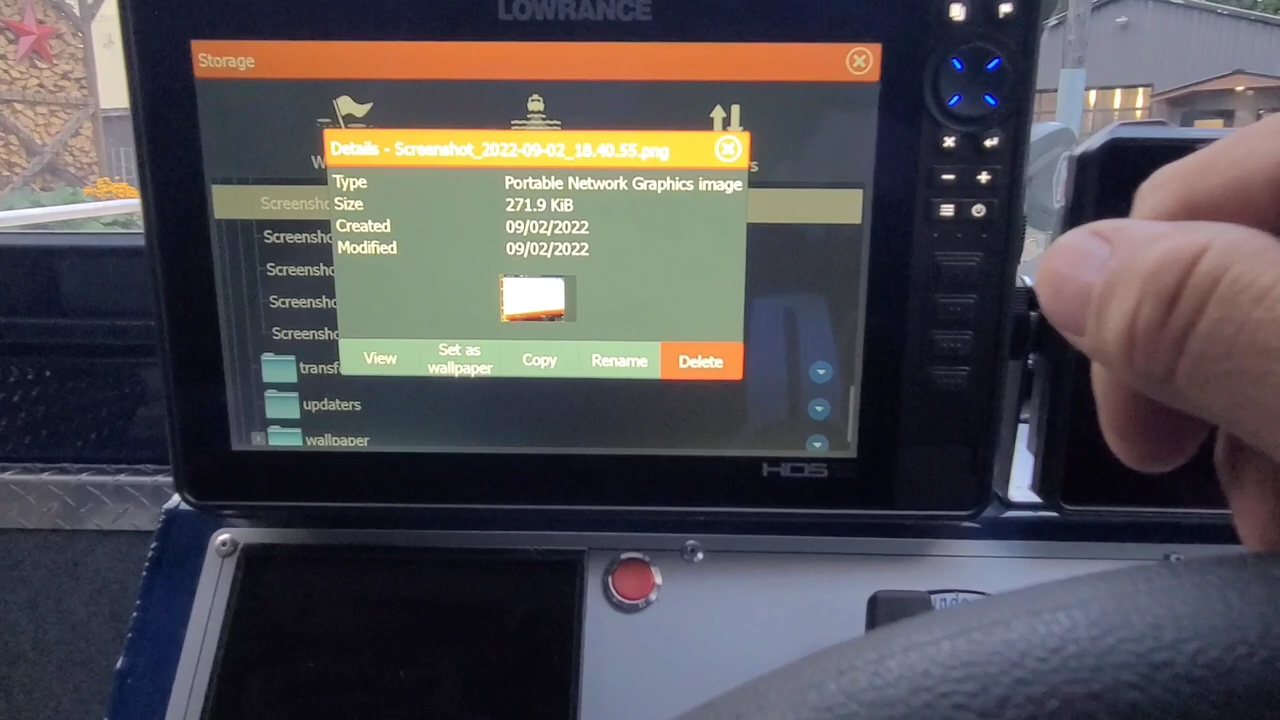 LOWRANCE
Storage
W
s
Details - Screenshot_2022-09-02_18.40.55.png
Type Portable Network Graphics image
Size 271.9 KiB
Created 09/02/2022
Modified 09/02/2022
Screensho
Screensho
Screensho
Screensho
Screensho
View Set as wallpaper Copy Rename Delete
transf
updaters
wallpaper
HDS